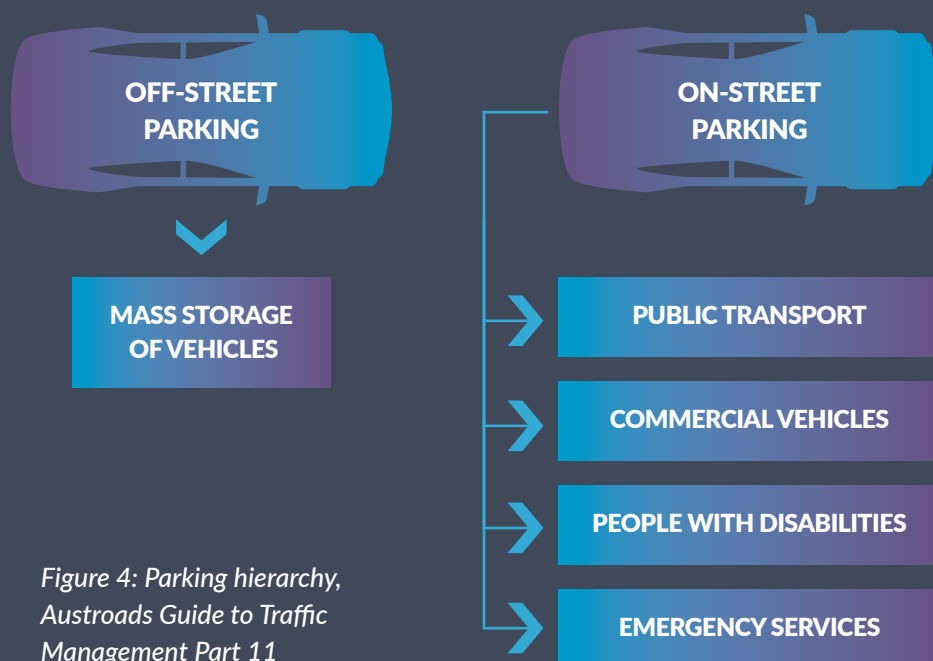 OFF-STREET
PARKING
MASS STORAGE
OF VEHICLES
ON-STREET
PARKING
PUBLIC TRANSPORT
COMMERCIAL VEHICLES
PEOPLE WITH DISABILITIES
EMERGENCY SERVICES
Figure 4: Parking hierarchy,
Austroads Guide to Traffic
Management Part 11